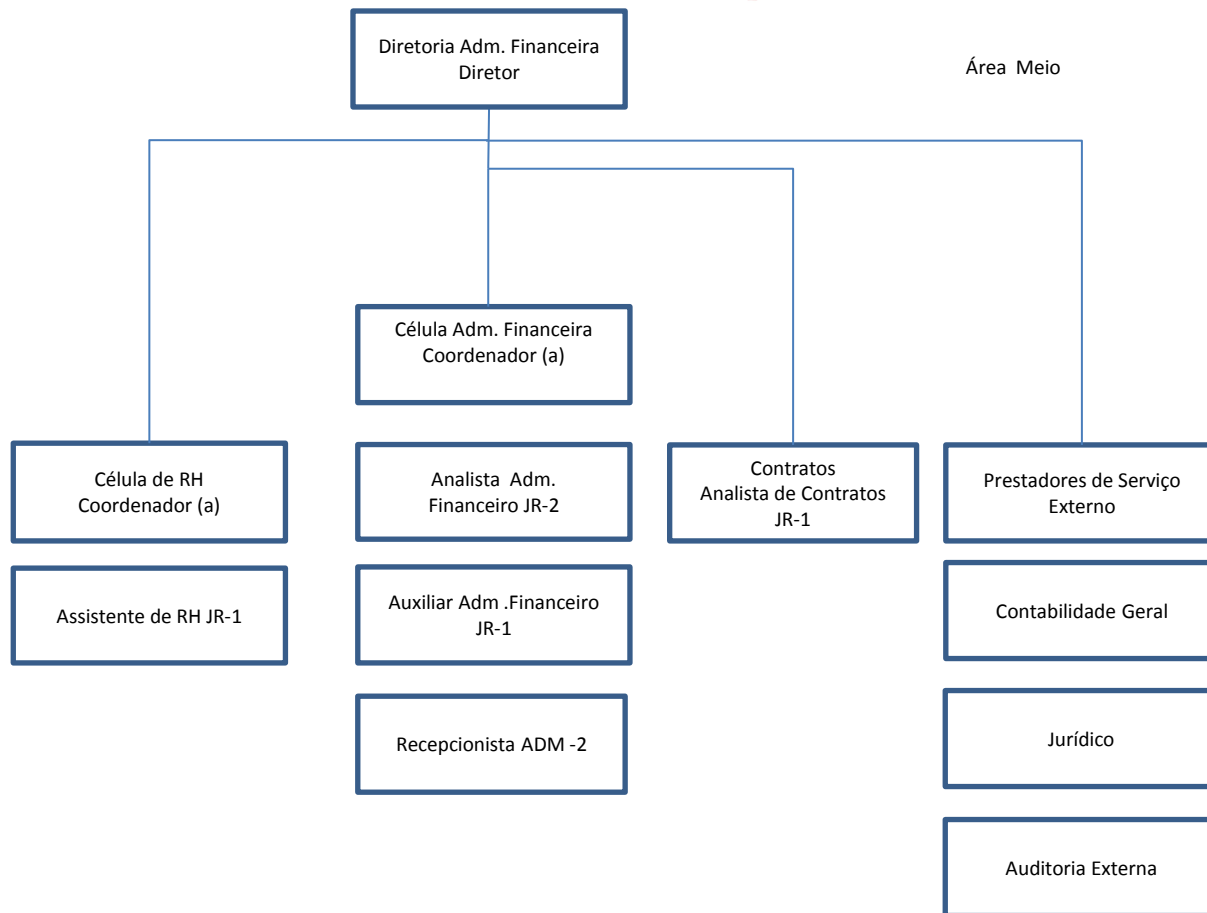 Diretoria Adm. Financeira
Diretor
Área Meio
Célula Adm. Financeira
Coordenador (a)
Célula de RH
Coordenador (a)
Analista Adm.
Financeiro JR-2
Contratos
Analista de Contratos
JR-1
Prestadores de Serviço
Externo
Assistente de RH JR-1
Auxiliar Adm .Financeiro
JR-1
Contabilidade Geral
Recepcionista ADM -2
Jurídico
Auditoria Externa